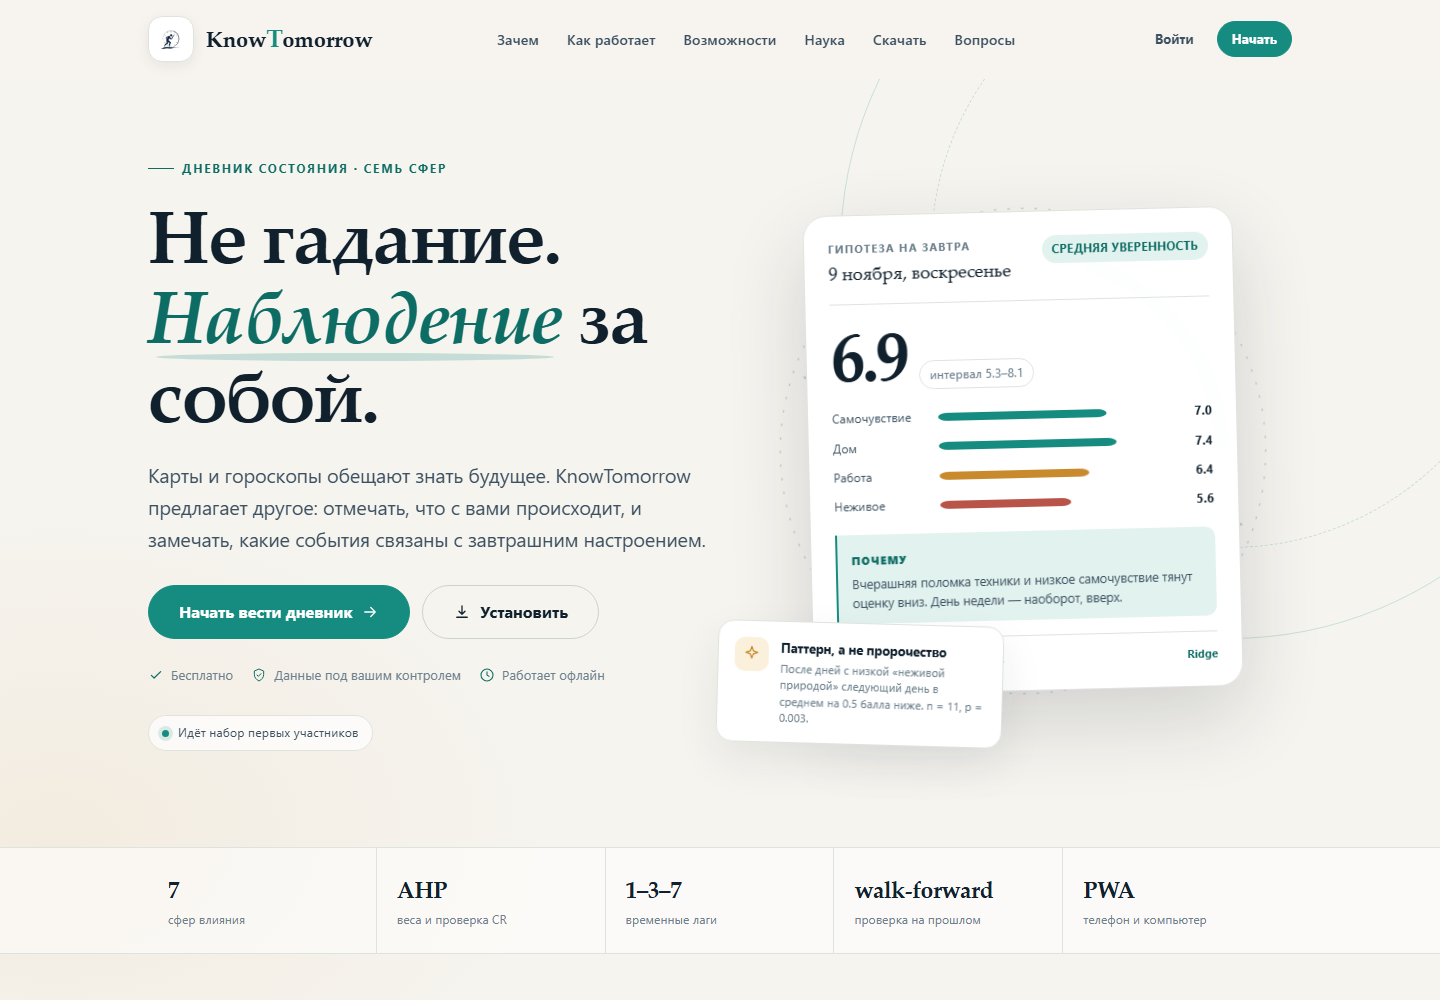 KnowTomorrow
Зачем
Как работает
Возможности
Наука
Скачать
Вопросы
Войти
Начать
ДНЕВНИК СОСТОЯНИЯ · СЕМЬ СФЕР
Не гадание.
Наблюдение за
собой.
Карты и гороскопы обещают знать будущее. KnowTomorrow
предлагает другое: отмечать, что с вами происходит, и
замечать, какие события связаны с завтрашним настроением.
Начать вести дневник →
Установить
Бесплатно
Данные под вашим контролем
Работает офлайн
Идёт набор первых участников
ГИПОТЕЗА НА ЗАВТРА
9 ноября, воскресенье
СРЕДНЯЯ УВЕРЕННОСТЬ
6.9
интервал 5.3–8.1
Самочувствие 7.0
Дом 7.4
Работа 6.4
Неживое 5.6
ПОЧЕМУ
Вчерашняя поломка техники и низкое самочувствие тянут
оценку вниз. День недели — наоборот, вверх.
Ridge
Паттерн, а не пророчество
После дней с низкой «неживой
природой» следующий день в
среднем на 0.5 балла ниже. n = 11, p =
0.003.
7
сфер влияния
AHP
веса и проверка CR
1–3–7
временные лаги
walk-forward
проверка на прошлом
PWA
телефон и компьютер